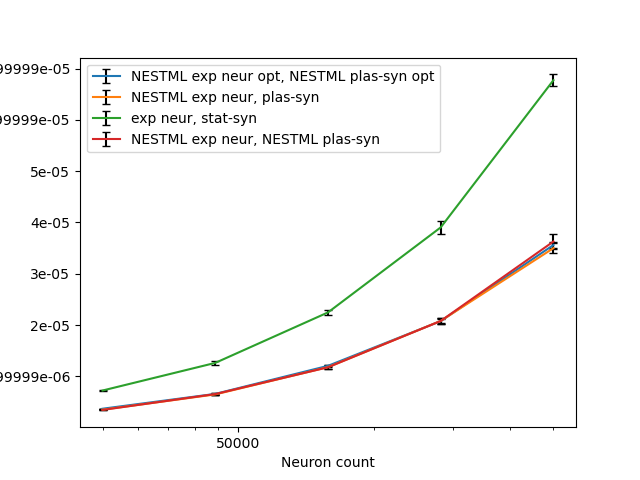 NESTML exp neur opt, NESTML plas-syn opt
NESTML exp neur, plas-syn
exp neur, stat-syn
NESTML exp neur, NESTML plas-syn
99999e-05
99999e-05
5e-05
4e-05
3e-05
2e-05
99999e-06
50000
Neuron count